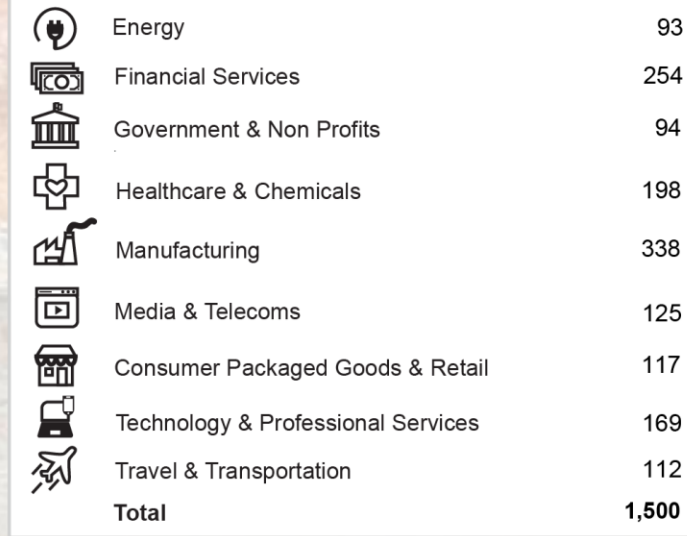 Energy 93
Financial Services 254
Government & Non Profits 94
Healthcare & Chemicals 198
Manufacturing 338
Media & Telecoms 125
Consumer Packaged Goods & Retail 117
Technology & Professional Services 169
Travel & Transportation 112
Total 1,500